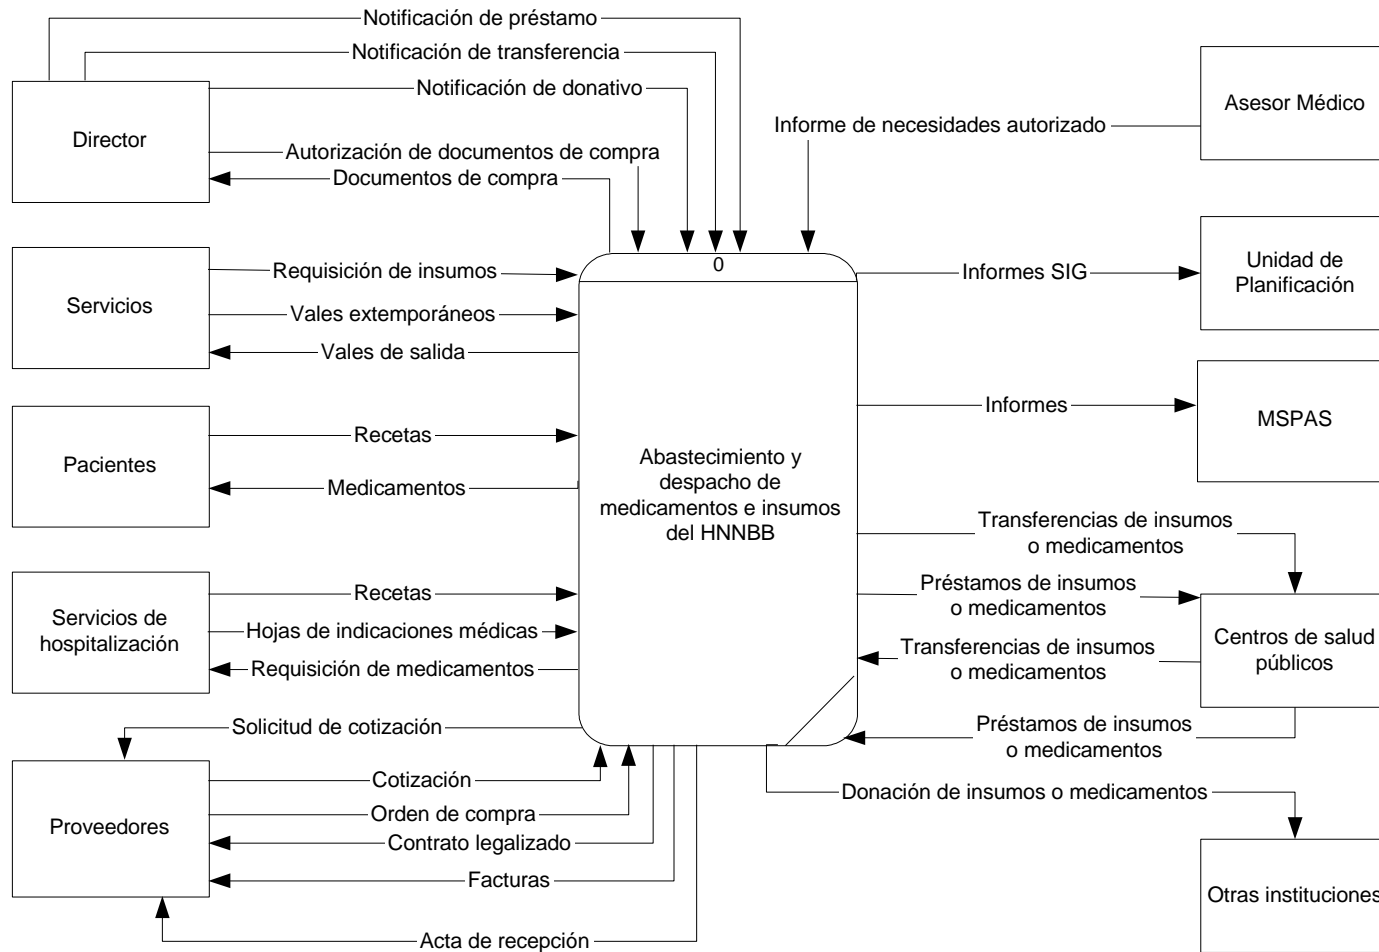 Notificación de préstamo
Notificación de transferencia
Notificación de donativo
Director
Autorización de documentos de compra
Documentos de compra
Asesor Médico
Informe de necesidades autorizado
Servicios
Requisición de insumos
Vales extemporáneos
Vales de salida
0
Informes SIG
Unidad de
Planificación
Pacientes
Recetas
Medicamentos
Abastecimiento y
despacho de
medicamentos e insumos
del HNNBB
Informes
MSPAS
Servicios de
hospitalización
Recetas
Hojas de indicaciones médicas
Requisición de medicamentos
Transferencias de insumos
o medicamentos
Préstamos de insumos
o medicamentos
Transferencias de insumos
o medicamentos
Préstamos de insumos
o medicamentos
Centros de salud
públicos
Solicitud de cotización
Proveedores
Cotización
Orden de compra
Contrato legalizado
Facturas
Acta de recepción
Donación de insumos o medicamentos
Otras instituciones